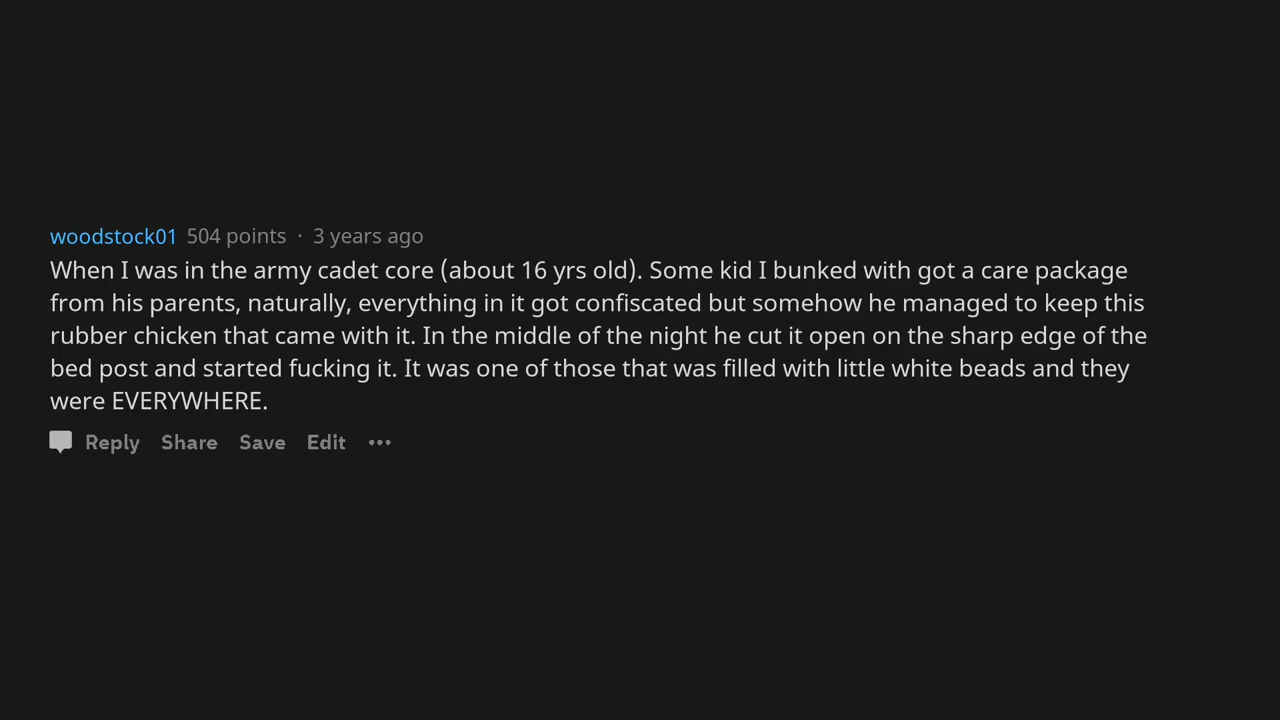 woodstock01 504 points · 3 years ago
When I was in the army cadet core (about 16 yrs old). Some kid I bunked with got a care package
from his parents, naturally, everything in it got confiscated but somehow he managed to keep this
rubber chicken that came with it. In the middle of the night he cut it open on the sharp edge of the
bed post and started fucking it. It was one of those that was filled with little white beads and they
were EVERYWHERE.
Reply Share Save Edit •••